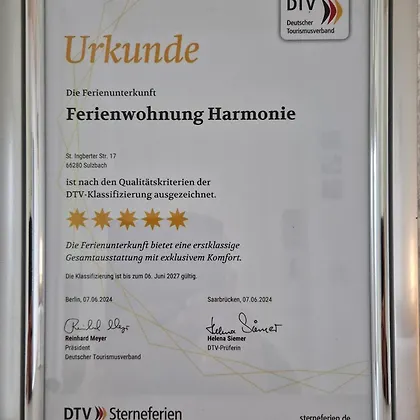 DTV
Deutscher
Tourismusverband
Urkunde
Die Ferienunterkunft
Ferienwohnung Harmonie
St. Ingberter Str. 17
66280 Sulzbach
ist nach den Qualitätskriterien der
DTV-Klassifizierung ausgezeichnet.
Die Ferienunterkunft bietet eine erstklassige
Gesamtausstattung mit exklusivem Komfort.
Die Klassifizierung ist bis zum 06. Juni 2027 gültig.
Berlin, 07.06.2024
Saarbrücken, 07.06.2024
Reinhard Meyer
Präsident
Deutscher Tourismusverband
Helena Siemer
DTV-Prüferin
DTV Sterneferien
sterneferien.de